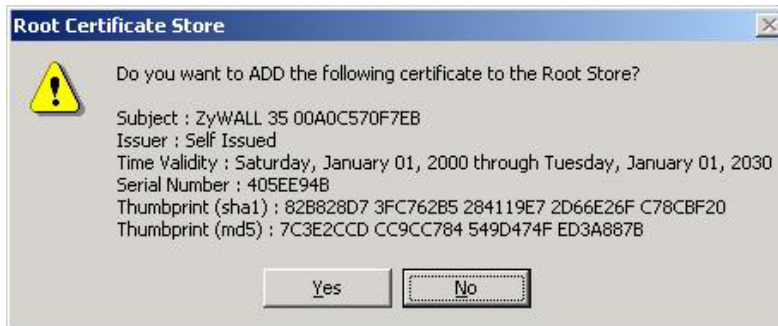 Root Certificate Store
Do you want to ADD the following certificate to the Root Store?
Subject : ZyWALL 35 00A0C570F7EB
Issuer : Self Issued
Time Validity : Saturday, January 01, 2000 through Tuesday, January 01, 2030
Serial Number : 405EE94B
Thumbprint (sha1) : 82B828D7 3FC762B5 284119E7 2D66E26F C78CBF20
Thumbprint (md5) : 7C3E2CCD CC9CC784 549D474F ED3A887B
Yes
No